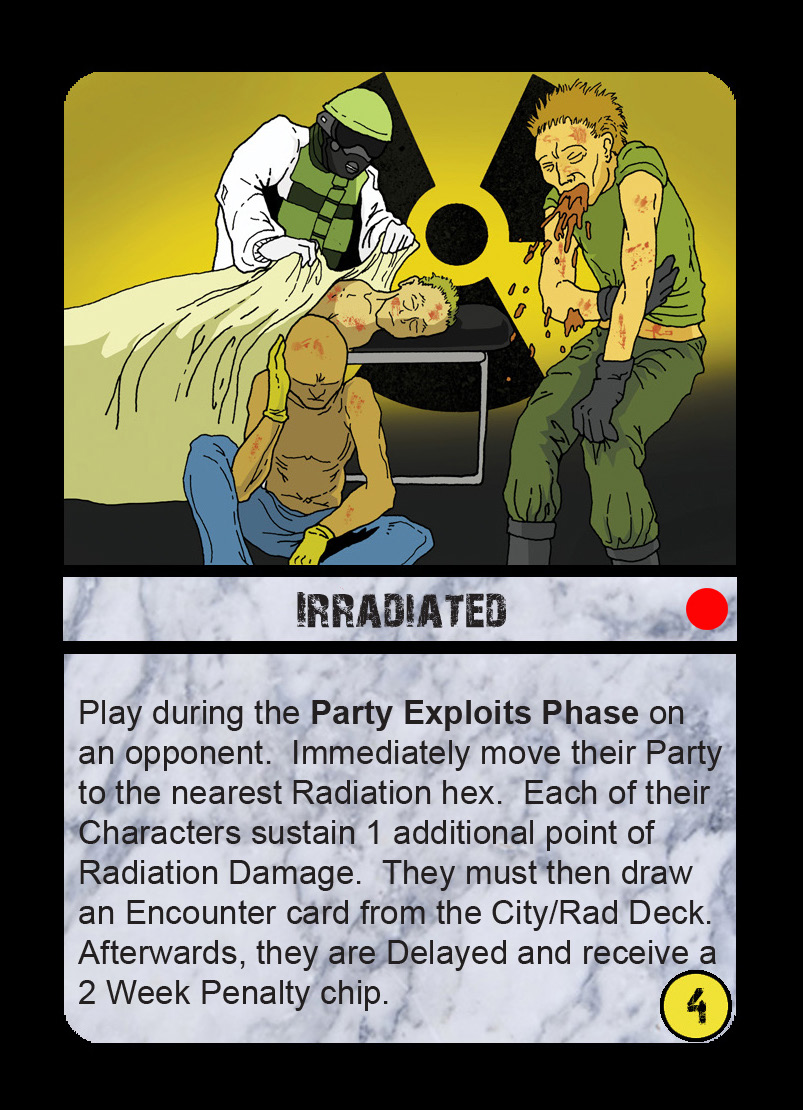 IRRADIATED
Play during the Party Exploits Phase on
an opponent.  Immediately move their Party
to the nearest Radiation hex.  Each of their
Characters sustain 1 additional point of
Radiation Damage.  They must then draw
an Encounter card from the City/Rad Deck.
Afterwards, they are Delayed and receive a
2 Week Penalty chip.
4